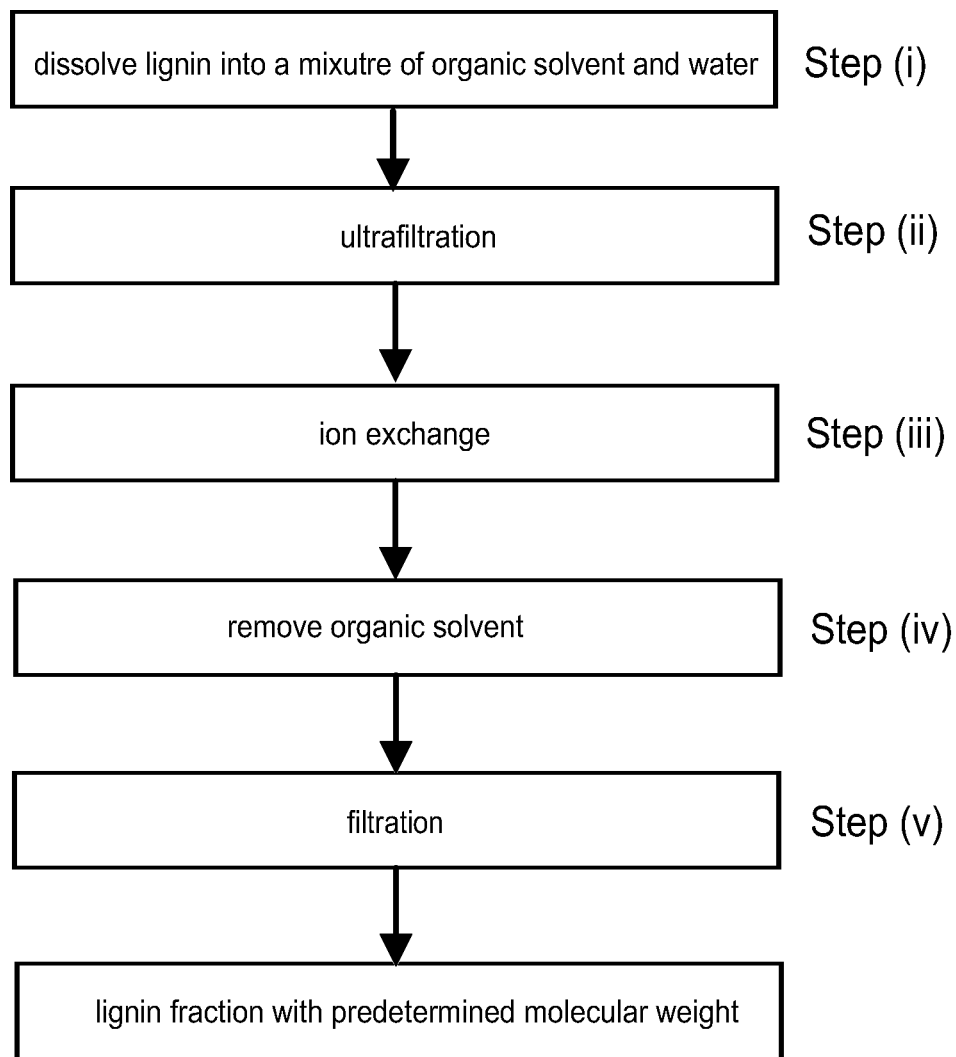 dissolve lignin into a mixutre of organic solvent and water Step (i)
ultrafiltration Step (ii)
ion exchange Step (iii)
remove organic solvent Step (iv)
filtration Step (v)
lignin fraction with predetermined molecular weight